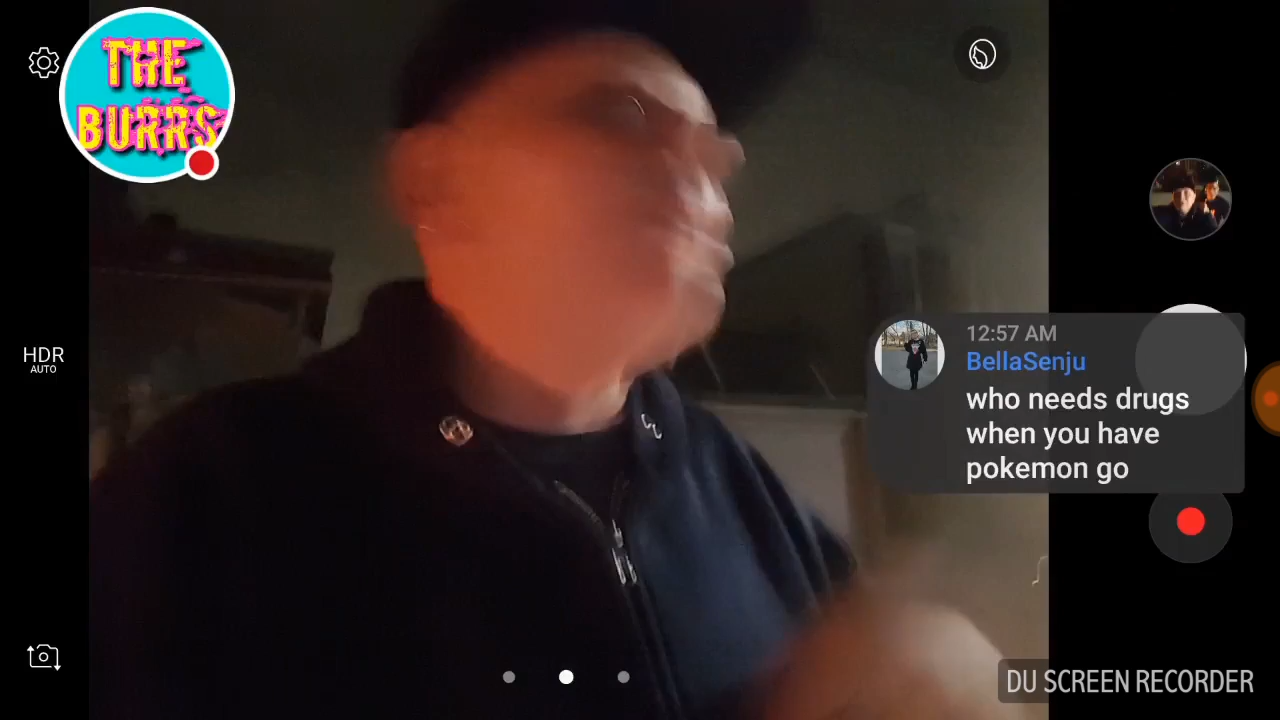 THE
BURRS
HDR
AUTO
12:57 AM
BellaSenju
who needs drugs
when you have
pokemon go
DU SCREEN RECORDER